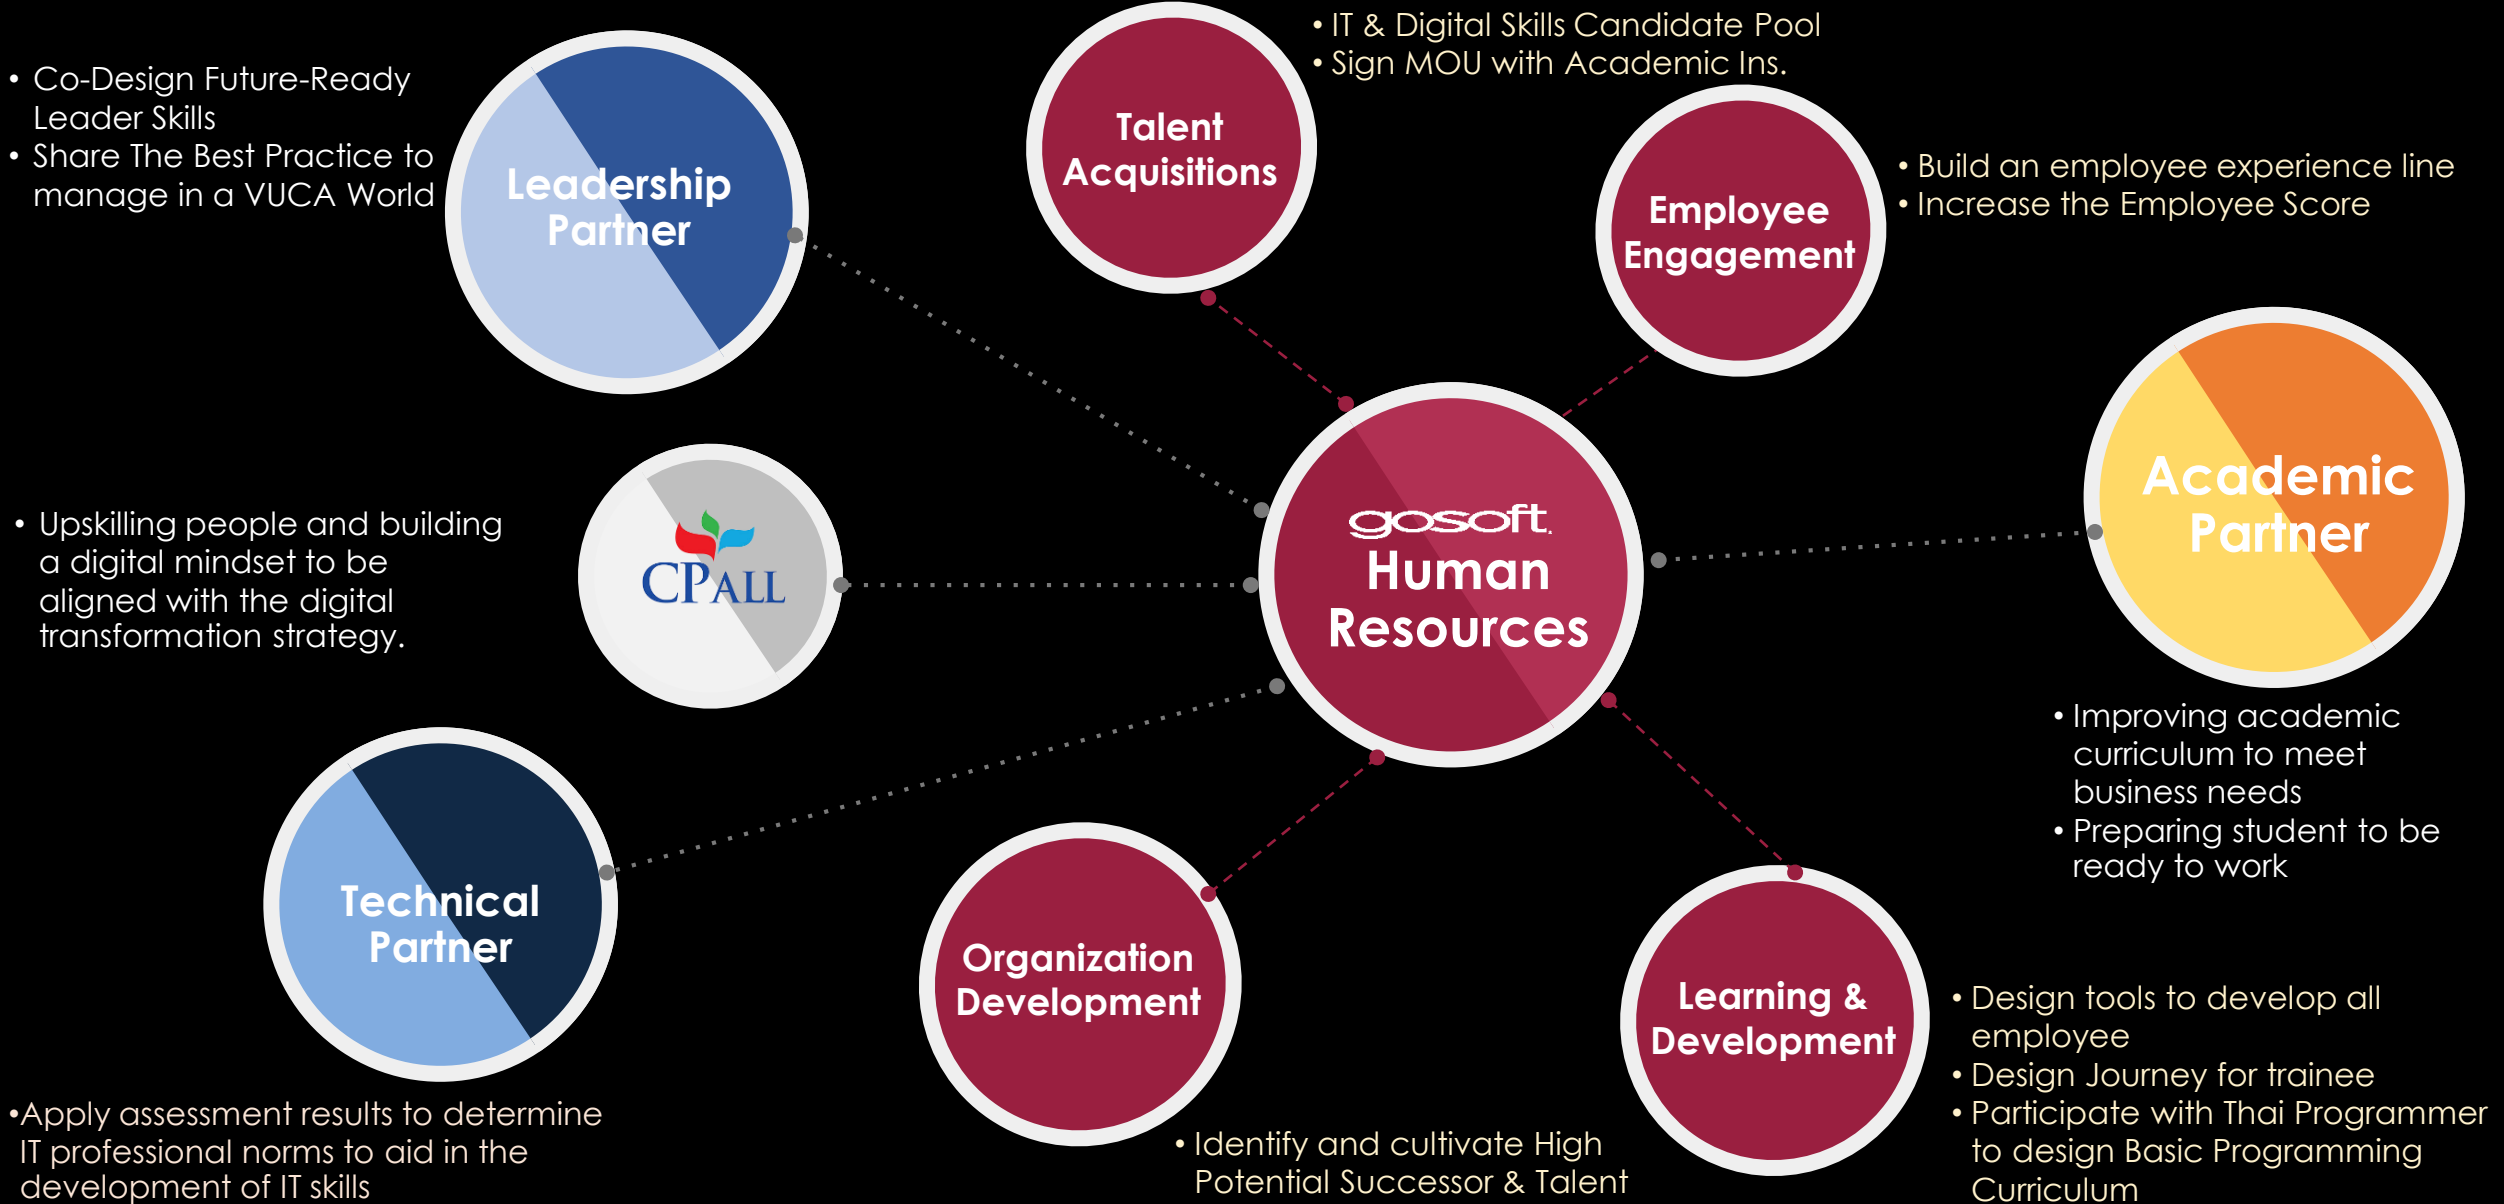 • IT & Digital Skills Candidate Pool
• Sign MOU with Academic Ins.
• Co-Design Future-Ready
Leader Skills
• Share The Best Practice to
manage in a VUCA World
Leadership
Partner
Talent
Acquisitions
Employee
Engagement
• Build an employee experience line
• Increase the Employee Score
• Upskilling people and building
a digital mindset to be
aligned with the digital
transformation strategy.
CPALL
gosoft.
Human
Resources
Academic
Partner
• Improving academic
curriculum to meet
business needs
• Preparing student to be
ready to work
Technical
Partner
•Apply assessment results to determine
IT professional norms to aid in the
development of IT skills
Organization
Development
• Identify and cultivate High
Potential Successor & Talent
Learning &
Development
• Design tools to develop all
employee
• Design Journey for trainee
• Participate with Thai Programmer
to design Basic Programming
Curriculum